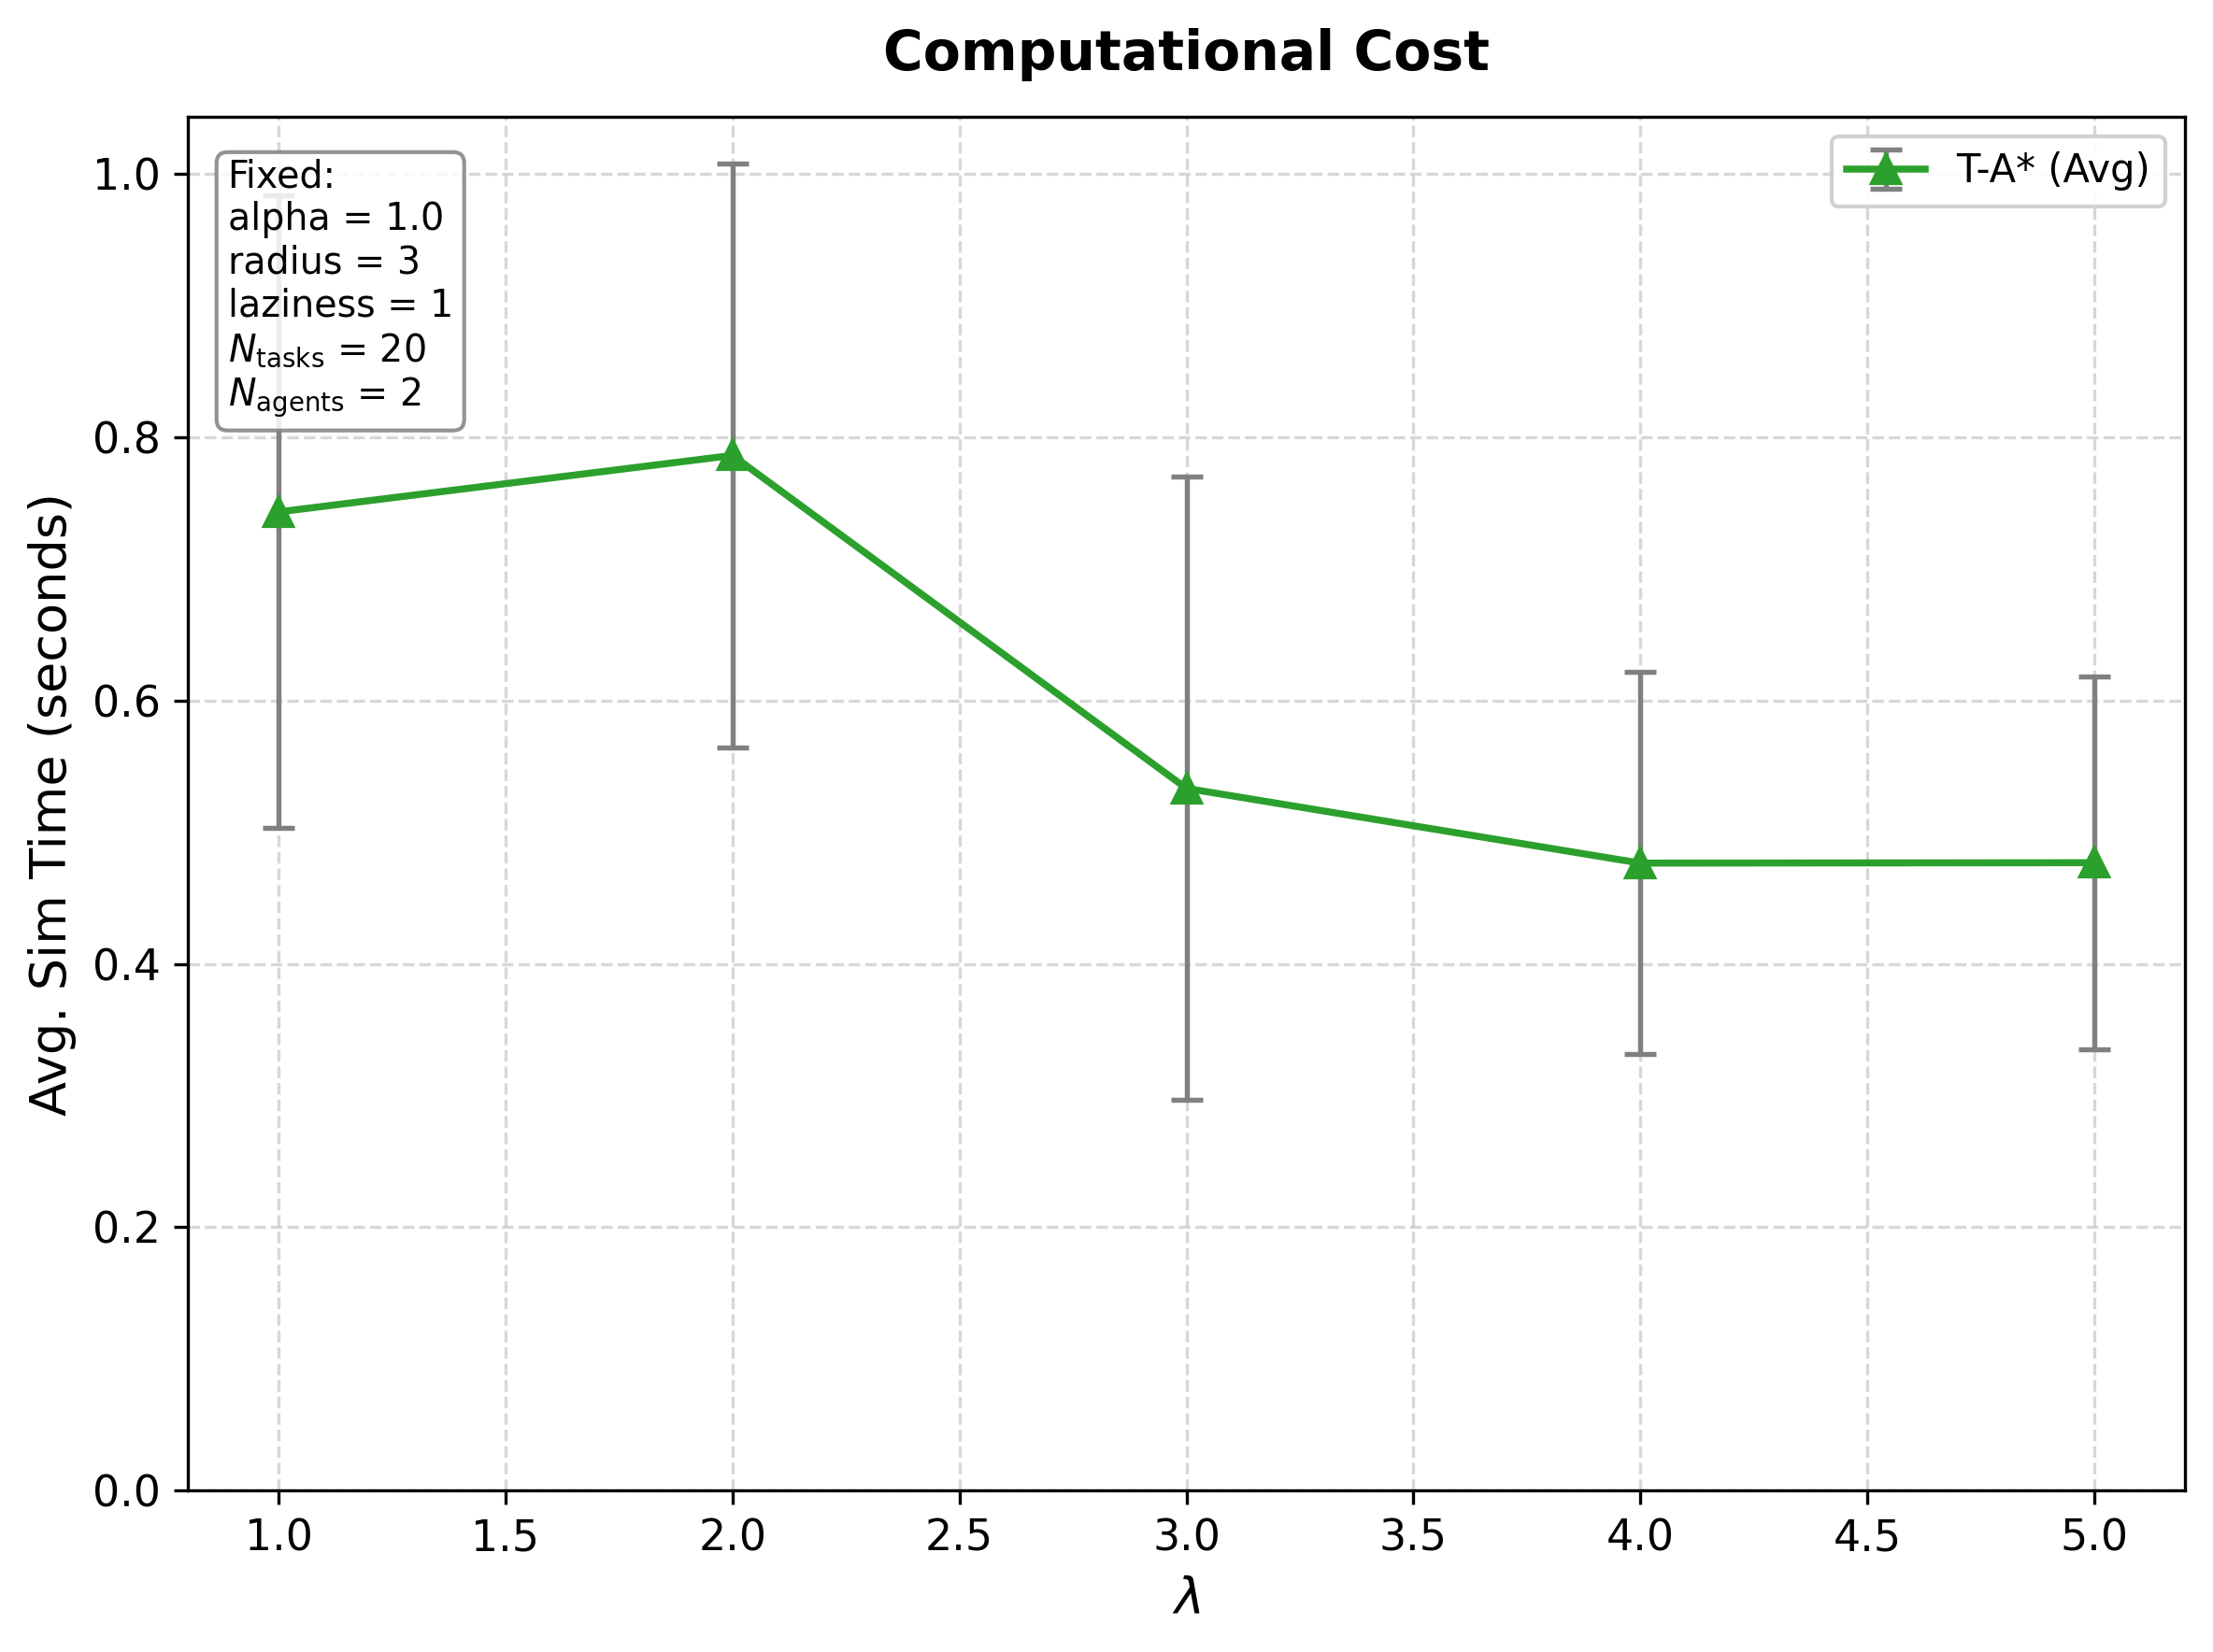 Computational Cost
Fixed:
alpha = 1.0
radius = 3
laziness = 1
N_tasks = 20
N_agents = 2
T-A* (Avg)
Avg. Sim Time (seconds)
1.0
0.8
0.6
0.4
0.2
0.0
1.0 1.5 2.0 2.5 3.0 3.5 4.0 4.5 5.0
λ